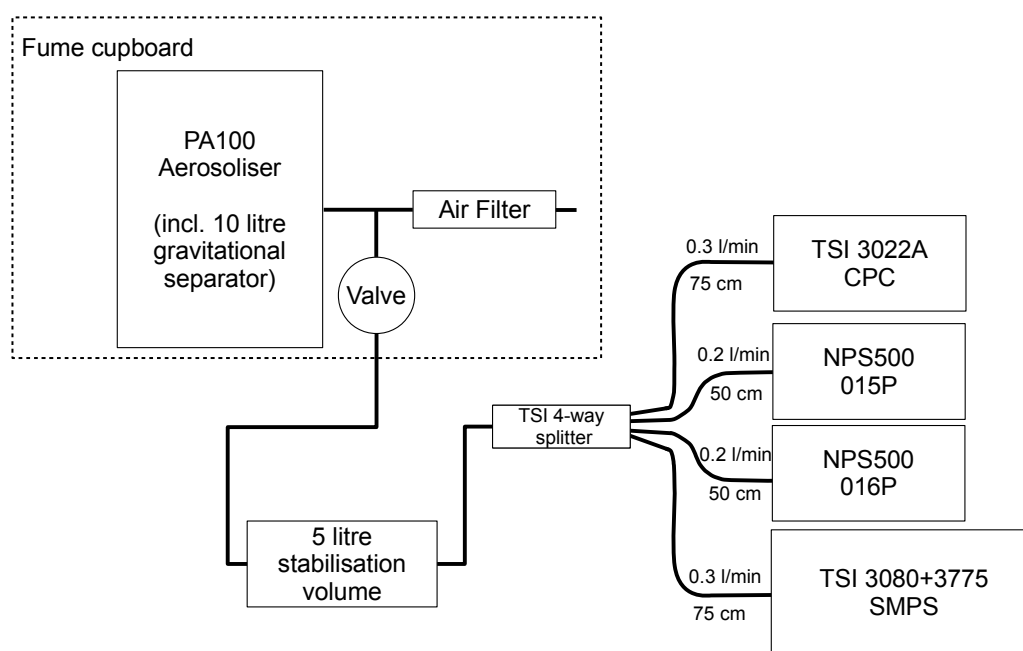 Fume cupboard
PA100
Aerosoliser
(incl. 10 litre
gravitational
separator)
Air Filter
Valve
5 litre
stabilisation
volume
TSI 4-way
splitter
0.3 l/min
75 cm
TSI 3022A
CPC
0.2 l/min
50 cm
NPS500
015P
0.2 l/min
50 cm
NPS500
016P
0.3 l/min
75 cm
TSI 3080+3775
SMPS